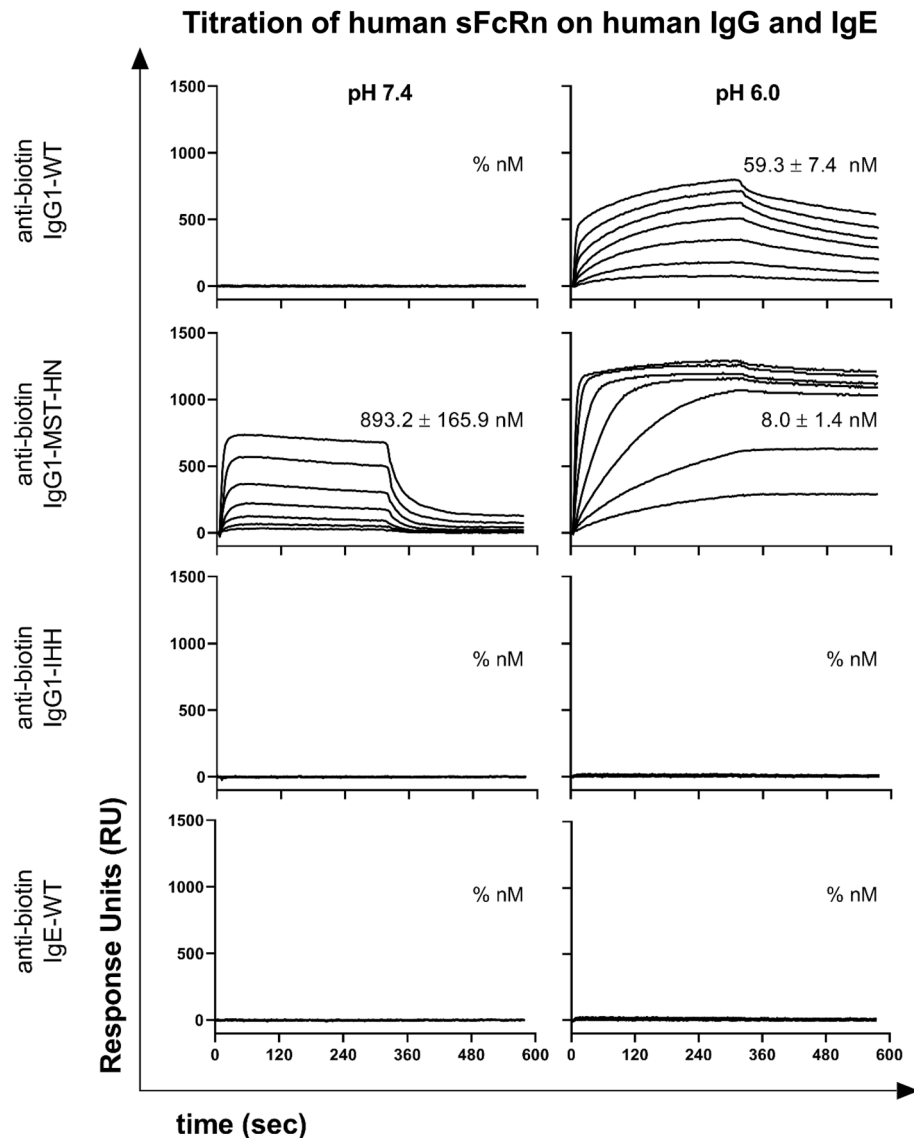 Titration of human sFcRn on human IgG and IgE
anti-biotin
IgG1-WT
1500
1000
500
0
pH 7.4
% nM
pH 6.0
59.3 ± 7.4 nM
anti-biotin
IgG1-MST-HN
1500
1000
500
0
893.2 ± 165.9 nM
8.0 ± 1.4 nM
anti-biotin
IgG1-IHH
1500
1000
500
0
% nM
% nM
anti-biotin
IgE-WT
1500
1000
500
0
% nM
% nM
0 120 240 360 480 600
0 120 240 360 480 600
Response Units (RU)
time (sec)